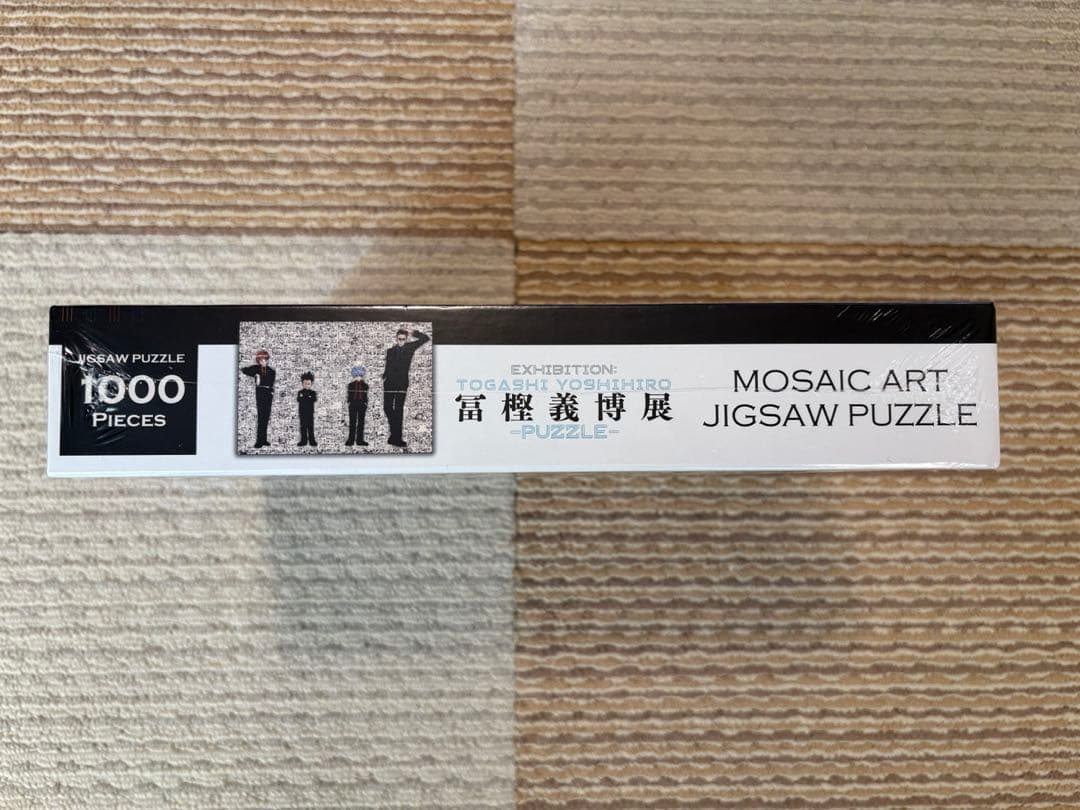 JIGSAW PUZZLE
1000
PIECES
EXHIBITION:
TOGASHI YOSHIHIRO
冨樫義博展
-PUZZLE-
MOSAIC ART
JIGSAW PUZZLE